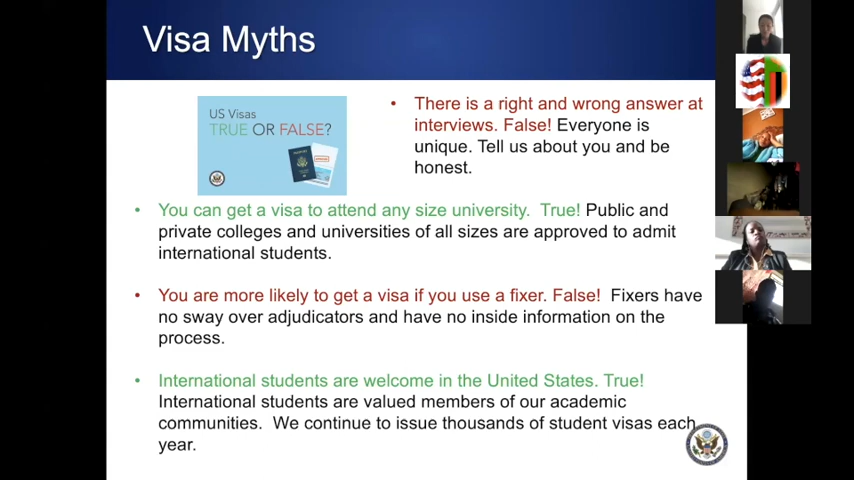 Visa Myths
US Visas
TRUE OR FALSE?
• There is a right and wrong answer at
interviews. False! Everyone is
unique. Tell us about you and be
honest.
• You can get a visa to attend any size university. True! Public and
private colleges and universities of all sizes are approved to admit
international students.
• You are more likely to get a visa if you use a fixer. False! Fixers have
no sway over adjudicators and have no inside information on the
process.
• International students are welcome in the United States. True!
International students are valued members of our academic
communities. We continue to issue thousands of student visas each
year.